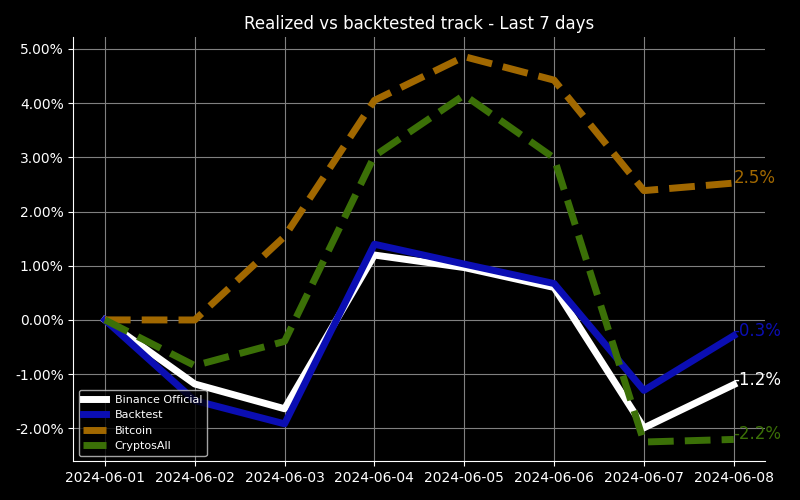 Realized vs backtested track - Last 7 days
5.00%
4.00%
3.00%
2.00%
1.00%
0.00%
-1.00%
-2.00%
2.5%
-0.3%
-1.2%
-2.2%
Binance Official
Backtest
Bitcoin
CryptosAll
2024-06-01 2024-06-02 2024-06-03 2024-06-04 2024-06-05 2024-06-06 2024-06-07 2024-06-08